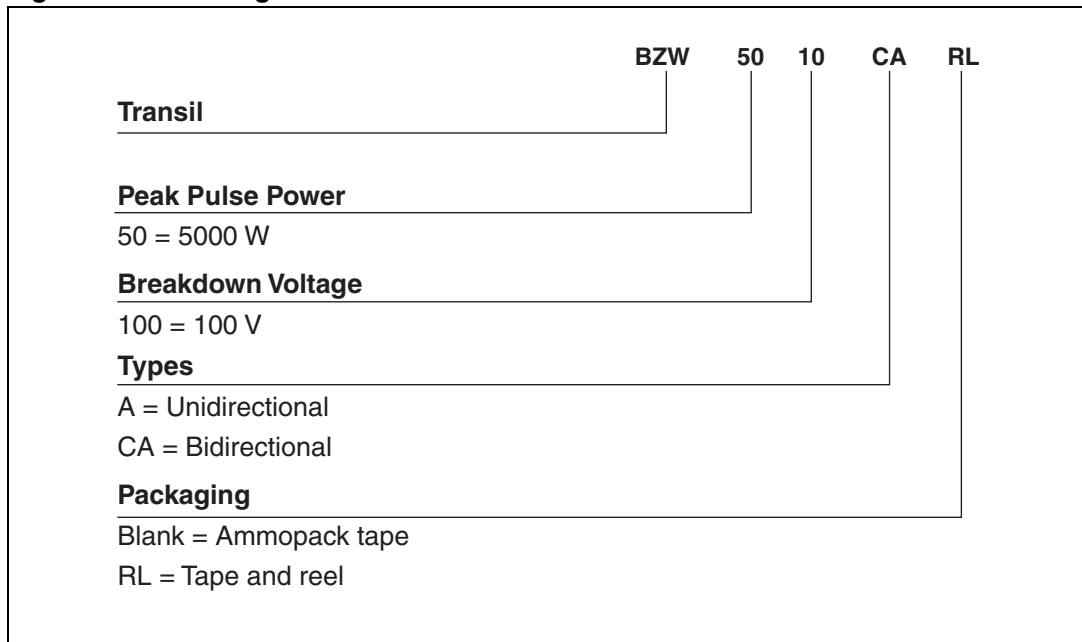 BZW 50 10 CA RL
Transil
Peak Pulse Power
50 = 5000 W
Breakdown Voltage
100 = 100 V
Types
A = Unidirectional
CA = Bidirectional
Packaging
Blank = Ammopack tape
RL = Tape and reel